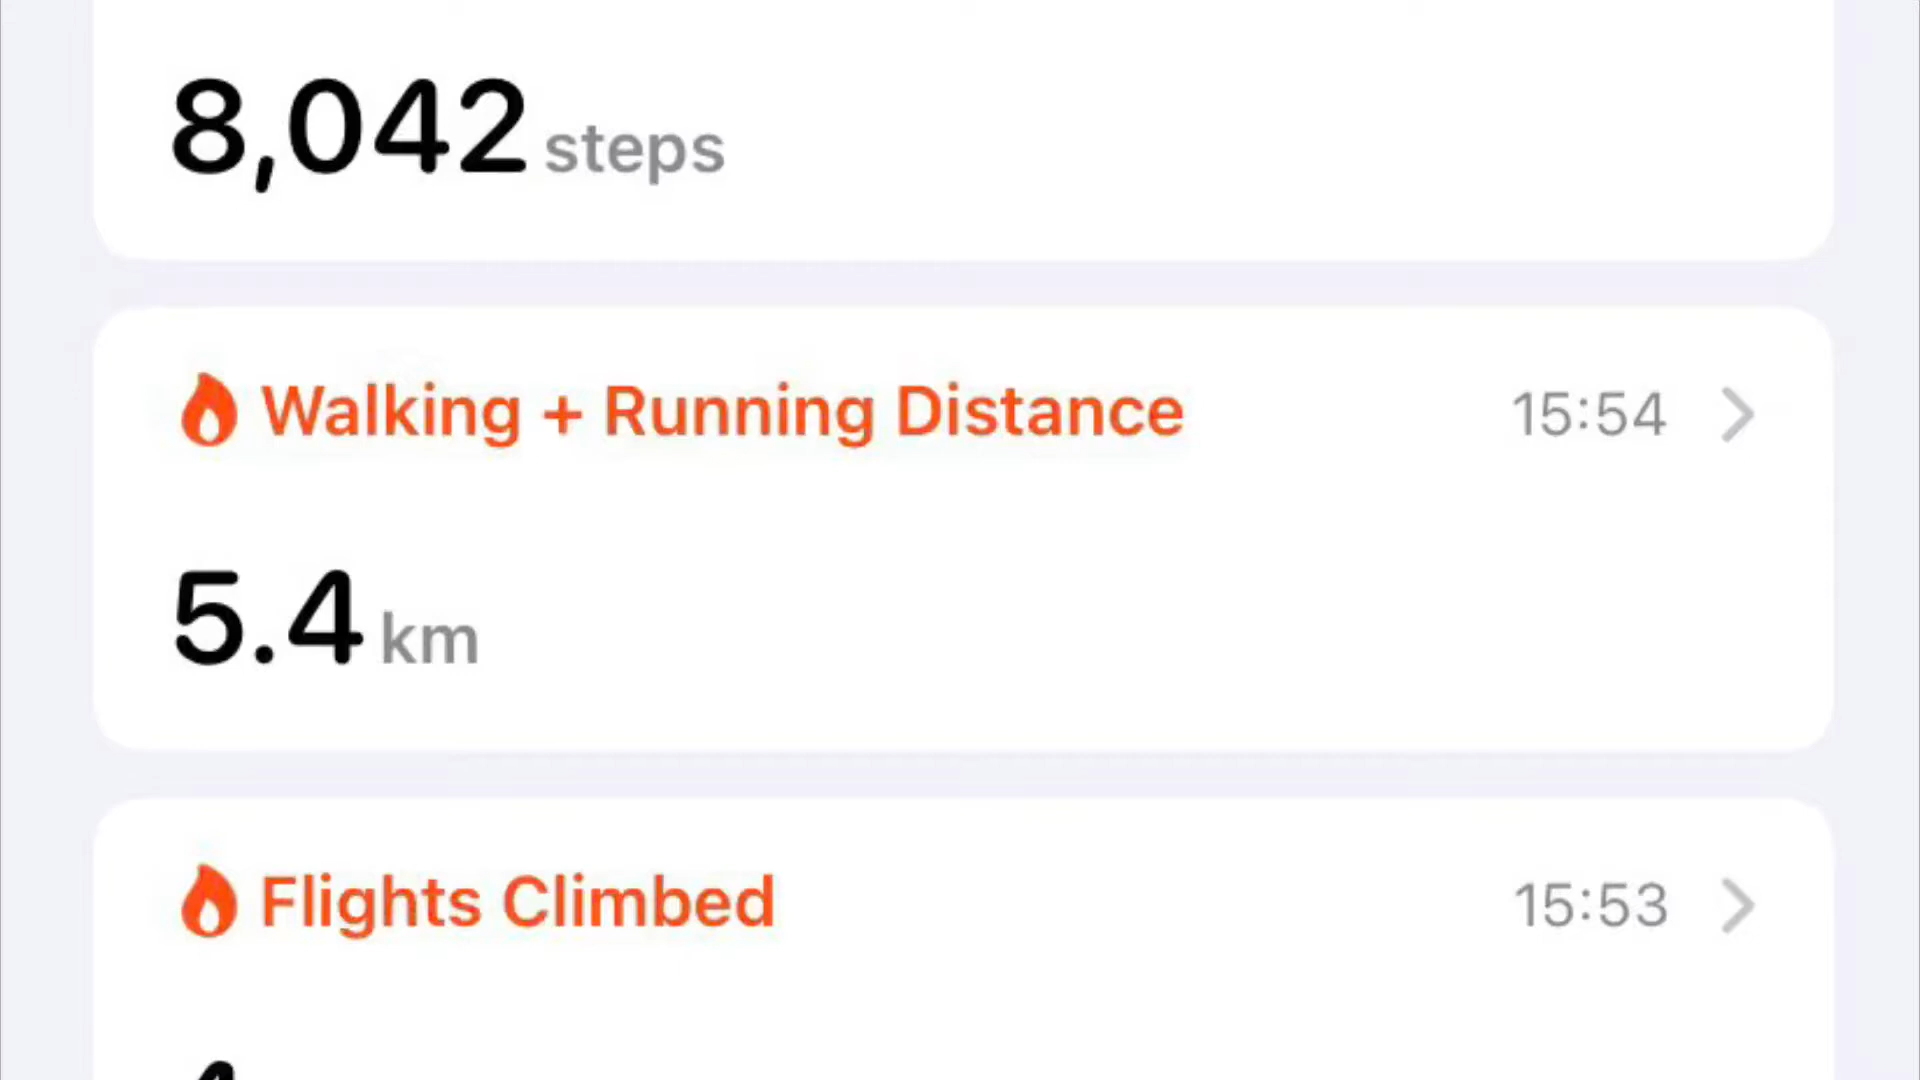 8,042 steps
Walking + Running Distance 15:54
5.4 km
Flights Climbed 15:53